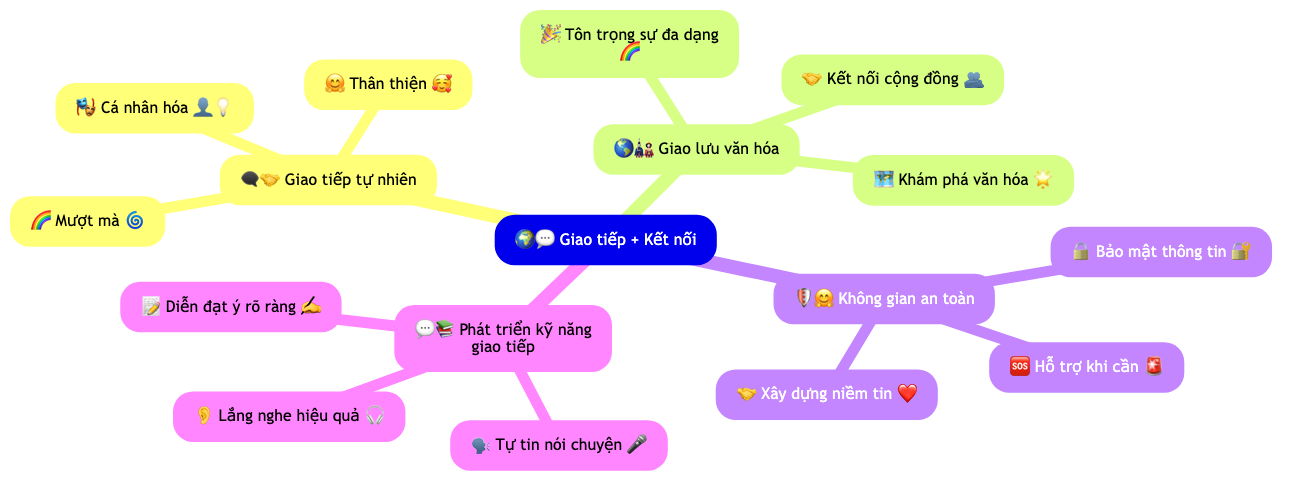 🎉 Tôn trọng sự đa dạng
🌈
🤝 Kết nối cộng đồng 👥
🌎🎎 Giao lưu văn hóa
🗺️ Khám phá văn hóa 🌟
🤗 Thân thiện 🥰
🎭 Cá nhân hóa 👤💡
🗨️🤝 Giao tiếp tự nhiên
🌈 Mượt mà 🌀
🌍💬 Giao tiếp + Kết nối
🔒 Bảo mật thông tin 🔐
🛡️🤗 Không gian an toàn
🆘 Hỗ trợ khi cần 🚨
🤝 Xây dựng niềm tin ❤️
📝 Diễn đạt ý rõ ràng ✍️
💬📚 Phát triển kỹ năng
giao tiếp
👂 Lắng nghe hiệu quả 🎧
🗣️ Tự tin nói chuyện 🎤